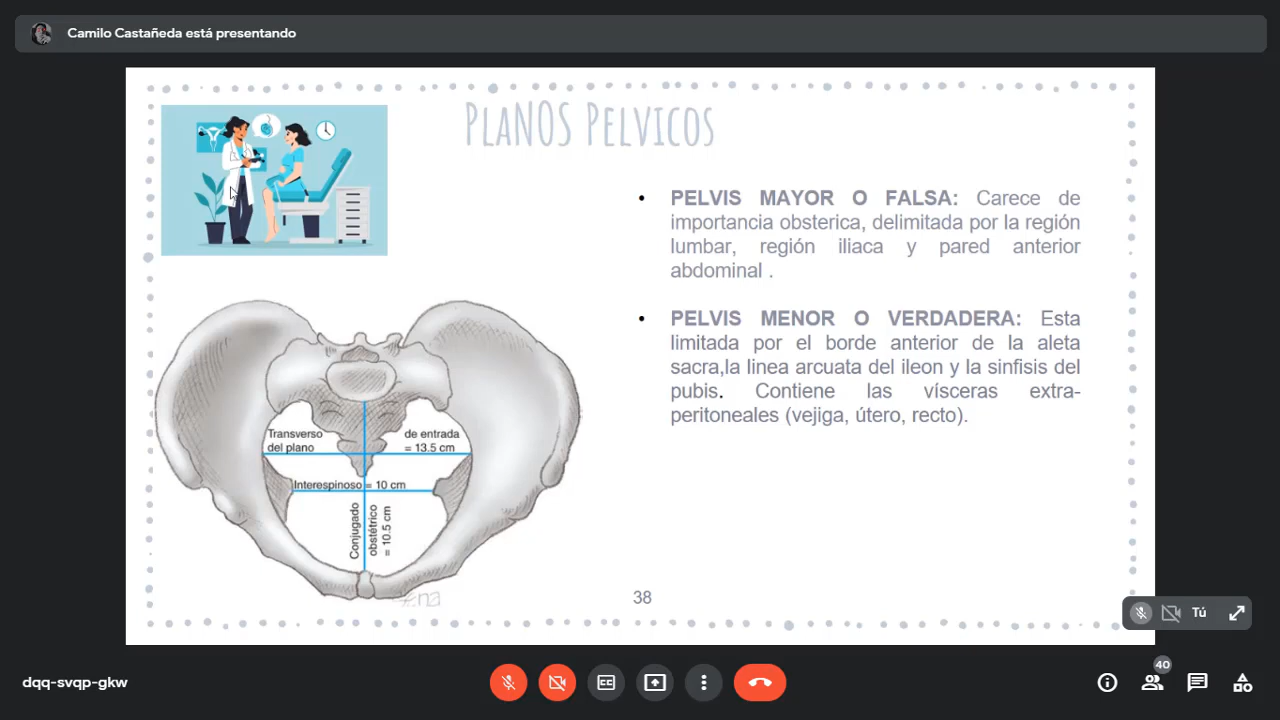 Camilo Castañeda está presentando
PlaNOS PelVICOS
• PELVIS MAYOR O FALSA: Carece de
importancia obsterica, delimitada por la región
lumbar, región iliaca y pared anterior
abdominal .
• PELVIS MENOR O VERDADERA: Esta
limitada por el borde anterior de la aleta
sacra,la linea arcuata del ileon y la sinfisis del
pubis. Contiene las vísceras extra-
peritoneales (vejiga, útero, recto).
Transverso de entrada
del plano = 13.5 cm
Interespinoso = 10 cm
Conjugado
obstétrico
= 10.5 cm
38
Tú
dqq-svqp-gkw
CC
40